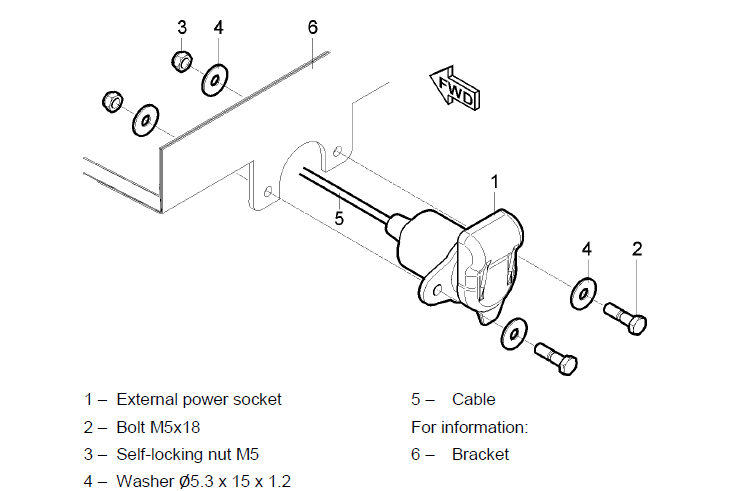 3 4 6
FWD
1
5
4 2
1 – External power socket
2 – Bolt M5x18
3 – Self-locking nut M5
4 – Washer Ø5.3 x 15 x 1.2
5 – Cable
For information:
6 – Bracket